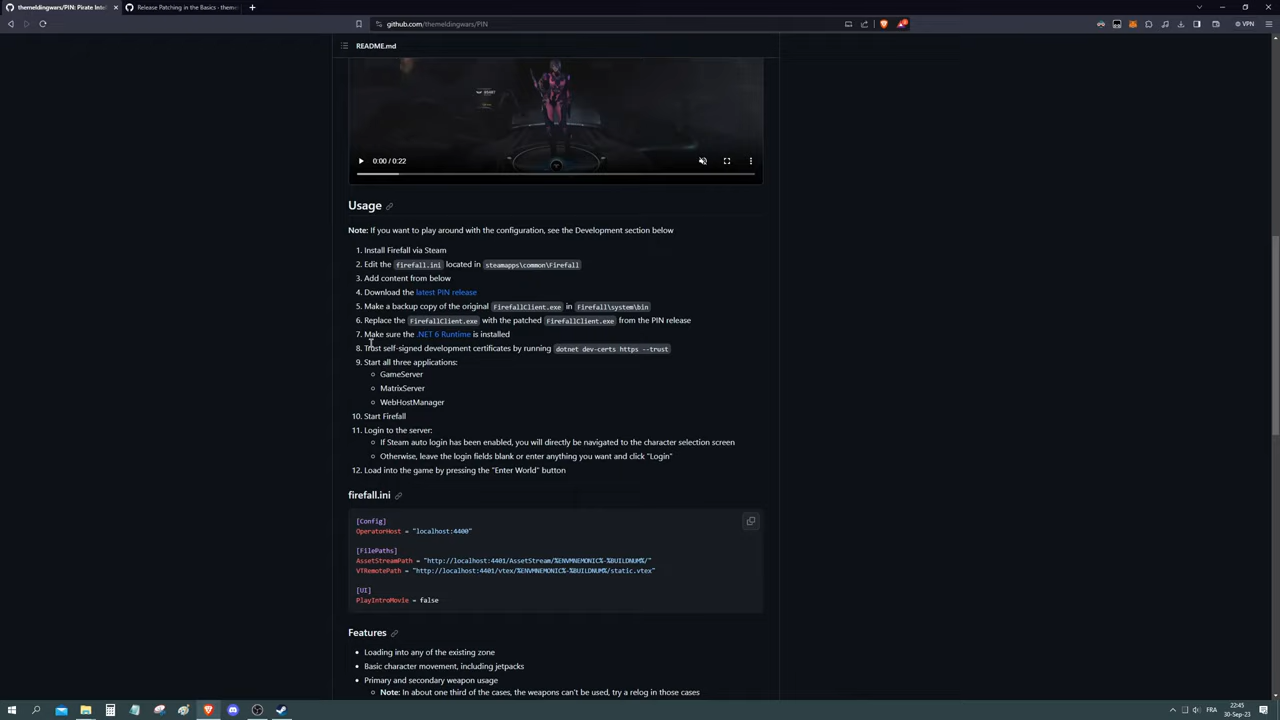 themeldingwars/PIN: Pirate Intern
Release Patching in the Basics - theme
github.com/themeldingwars/PIN
VPN
README.md
0:00 / 0:22
Usage
Note: If you want to play around with the configuration, see the Development section below
1. Install Firefall via Steam
2. Edit the firefall.ini located in steamapps\common\Firefall
3. Add content from below
4. Download the latest PIN release
5. Make a backup copy of the original FirefallClient.exe in Firefall\system\bin
6. Replace the FirefallClient.exe with the patched FirefallClient.exe from the PIN release
7. Make sure the .NET 6 Runtime is installed
8. Trust self-signed development certificates by running dotnet dev-certs https --trust
9. Start all three applications:
GameServer
MatrixServer
WebHostManager
10. Start Firefall
11. Login to the server:
If Steam auto login has been enabled, you will directly be navigated to the character selection screen
Otherwise, leave the login fields blank or enter anything you want and click "Login"
12. Load into the game by pressing the "Enter World" button
firefall.ini
[Config]
OperatorHost = "localhost:4400"
[FilePaths]
AssetStreamPath = "http://localhost:4401/AssetStream/%ENVMNEMONIC%-%BUILDNUM%/"
VTRemotePath = "http://localhost:4401/vtex/%ENVMNEMONIC%-%BUILDNUM%/static.vtex"
[UI]
PlayIntroMovie = false
Features
Loading into any of the existing zone
Basic character movement, including jetpacks
Primary and secondary weapon usage
Note: In about one third of the cases, the weapons can't be used, try a relog in those cases
FRA
22:45
30-Sep-23